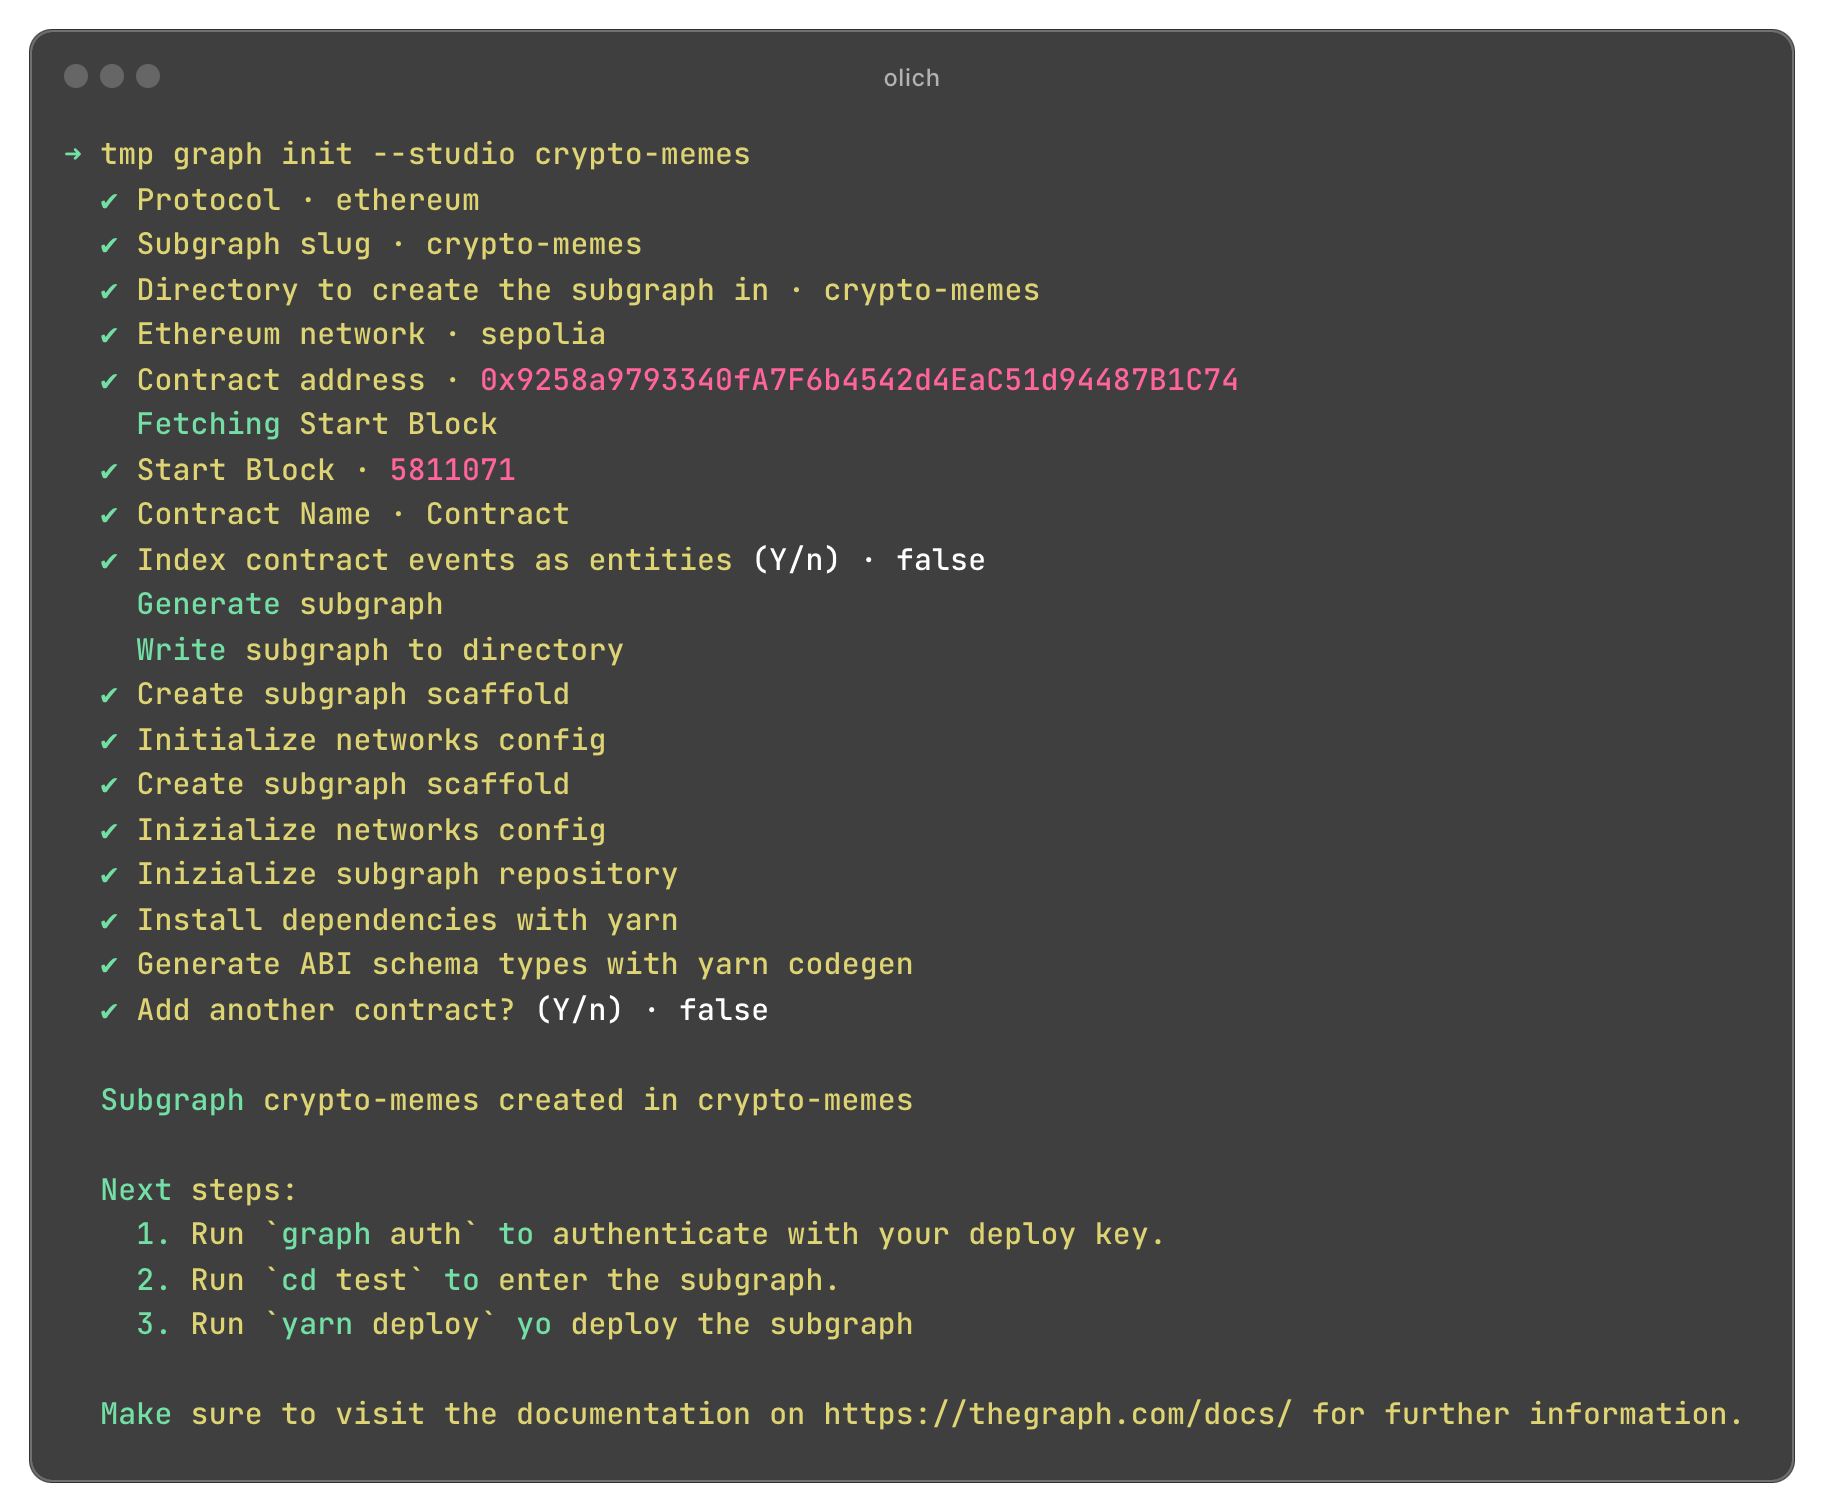 olich
→ tmp graph init --studio crypto-memes
✔ Protocol · ethereum
✔ Subgraph slug · crypto-memes
✔ Directory to create the subgraph in · crypto-memes
✔ Ethereum network · sepolia
✔ Contract address · 0x9258a9793340fA7F6b4542d4EaC51d94487B1C74
Fetching Start Block
✔ Start Block · 5811071
✔ Contract Name · Contract
✔ Index contract events as entities (Y/n) · false
Generate subgraph
Write subgraph to directory
✔ Create subgraph scaffold
✔ Initialize networks config
✔ Create subgraph scaffold
✔ Inizialize networks config
✔ Inizialize subgraph repository
✔ Install dependencies with yarn
✔ Generate ABI schema types with yarn codegen
✔ Add another contract? (Y/n) · false
Subgraph crypto-memes created in crypto-memes
Next steps:
1. Run `graph auth` to authenticate with your deploy key.
2. Run `cd test` to enter the subgraph.
3. Run `yarn deploy` yo deploy the subgraph
Make sure to visit the documentation on https://thegraph.com/docs/ for further information.